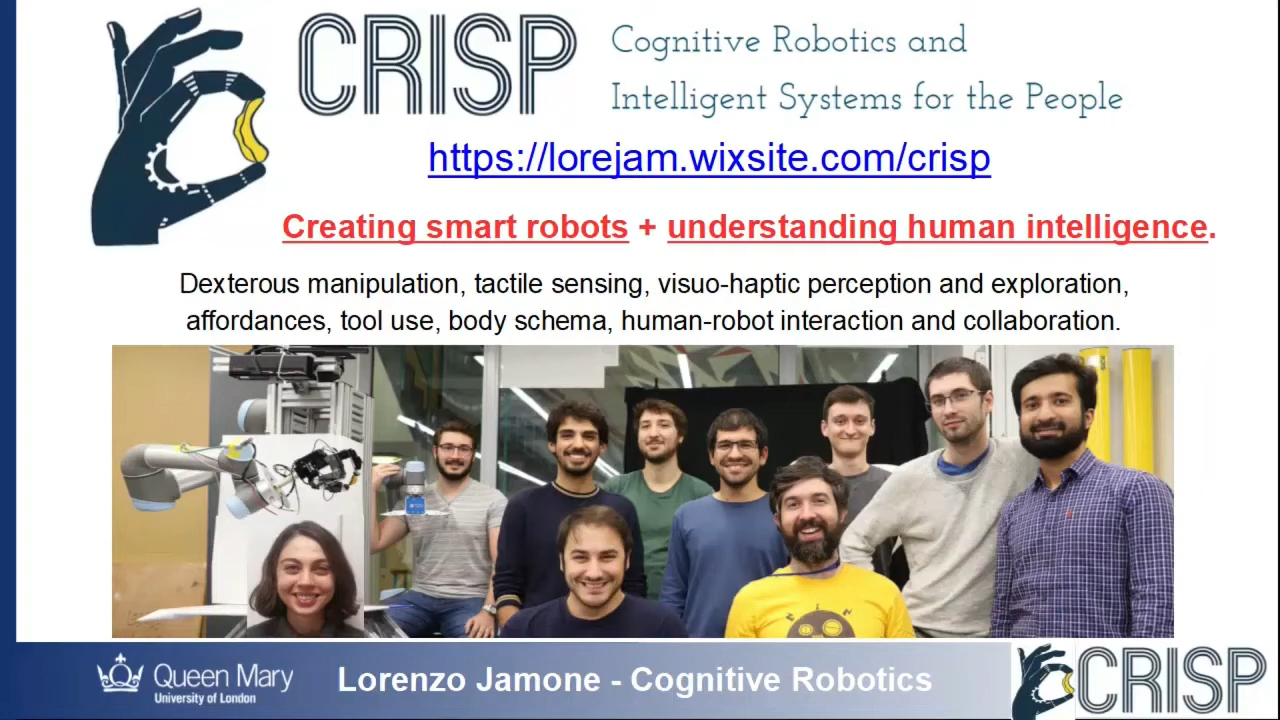 CRISP
Cognitive Robotics and
Intelligent Systems for the People
https://lorejam.wixsite.com/crisp
Creating smart robots + understanding human intelligence.
Dexterous manipulation, tactile sensing, visuo-haptic perception and exploration,
affordances, tool use, body schema, human-robot interaction and collaboration.
Queen Mary
University of London
Lorenzo Jamone - Cognitive Robotics
CRISP